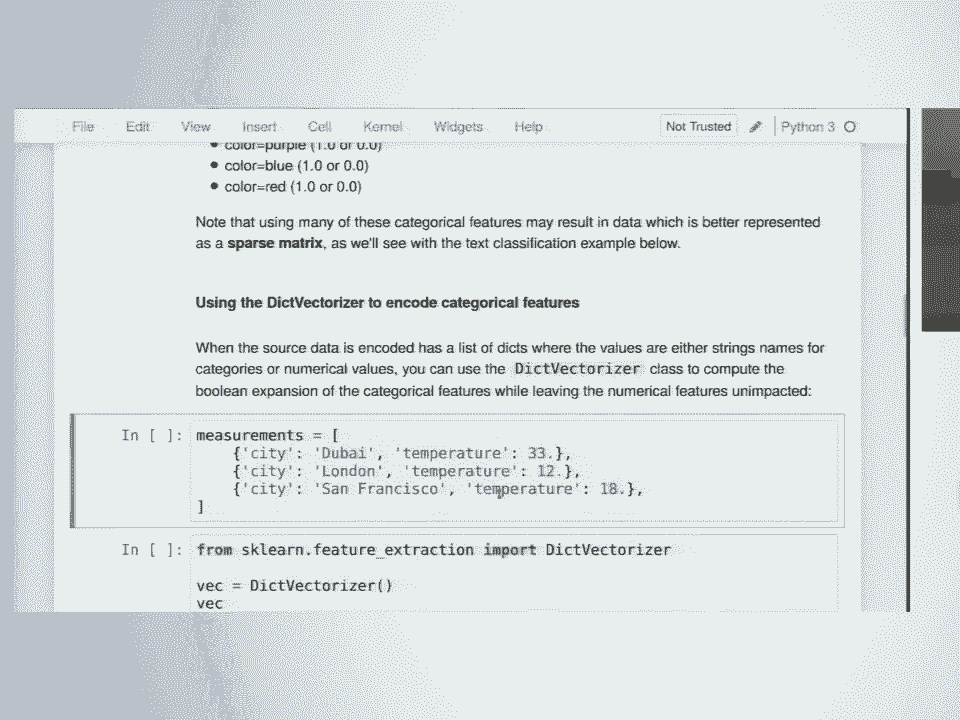 File Edit View Insert Cell Kernel Widgets Help Not Trusted Python 3
color=purple (1.0 or 0.0)
color=blue (1.0 or 0.0)
color=red (1.0 or 0.0)
Note that using many of these categorical features may result in data which is better represented
as a sparse matrix, as we'll see with the text classification example below.
Using the DictVectorizer to encode categorical features
When the source data is encoded has a list of dicts where the values are either strings names for
categories or numerical values, you can use the DictVectorizer class to compute the
boolean expansion of the categorical features while leaving the numerical features unimpacted:
In [ ]: measurements = [
{'city': 'Dubai', 'temperature': 33.},
{'city': 'London', 'temperature': 12.},
{'city': 'San Francisco', 'temperature': 18.},
]
In [ ]: from sklearn.feature_extraction import DictVectorizer
vec = DictVectorizer()
vec